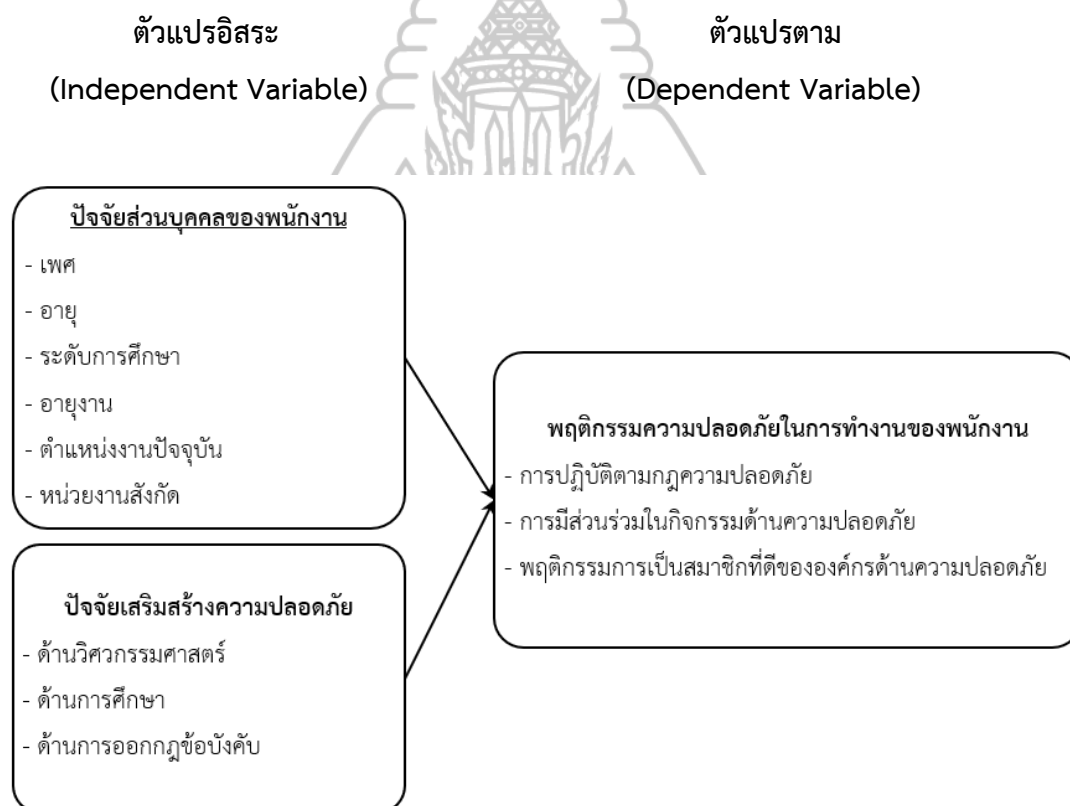 ตัวแปรอิสระ
(Independent Variable)
ตัวแปรตาม
(Dependent Variable)
ปัจจัยส่วนบุคคลของพนักงาน
- เพศ
- อายุ
- ระดับการศึกษา
- อายุงาน
- ตำแหน่งงานปัจจุบัน
- หน่วยงานสังกัด
ปัจจัยเสริมสร้างความปลอดภัย
- ด้านวิศวกรรมศาสตร์
- ด้านการศึกษา
- ด้านการออกกฎข้อบังคับ
พฤติกรรมความปลอดภัยในการทำงานของพนักงาน
- การปฏิบัติตามกฎความปลอดภัย
- การมีส่วนร่วมในกิจกรรมด้านความปลอดภัย
- พฤติกรรมการเป็นสมาชิกที่ดีขององค์กรด้านความปลอดภัย